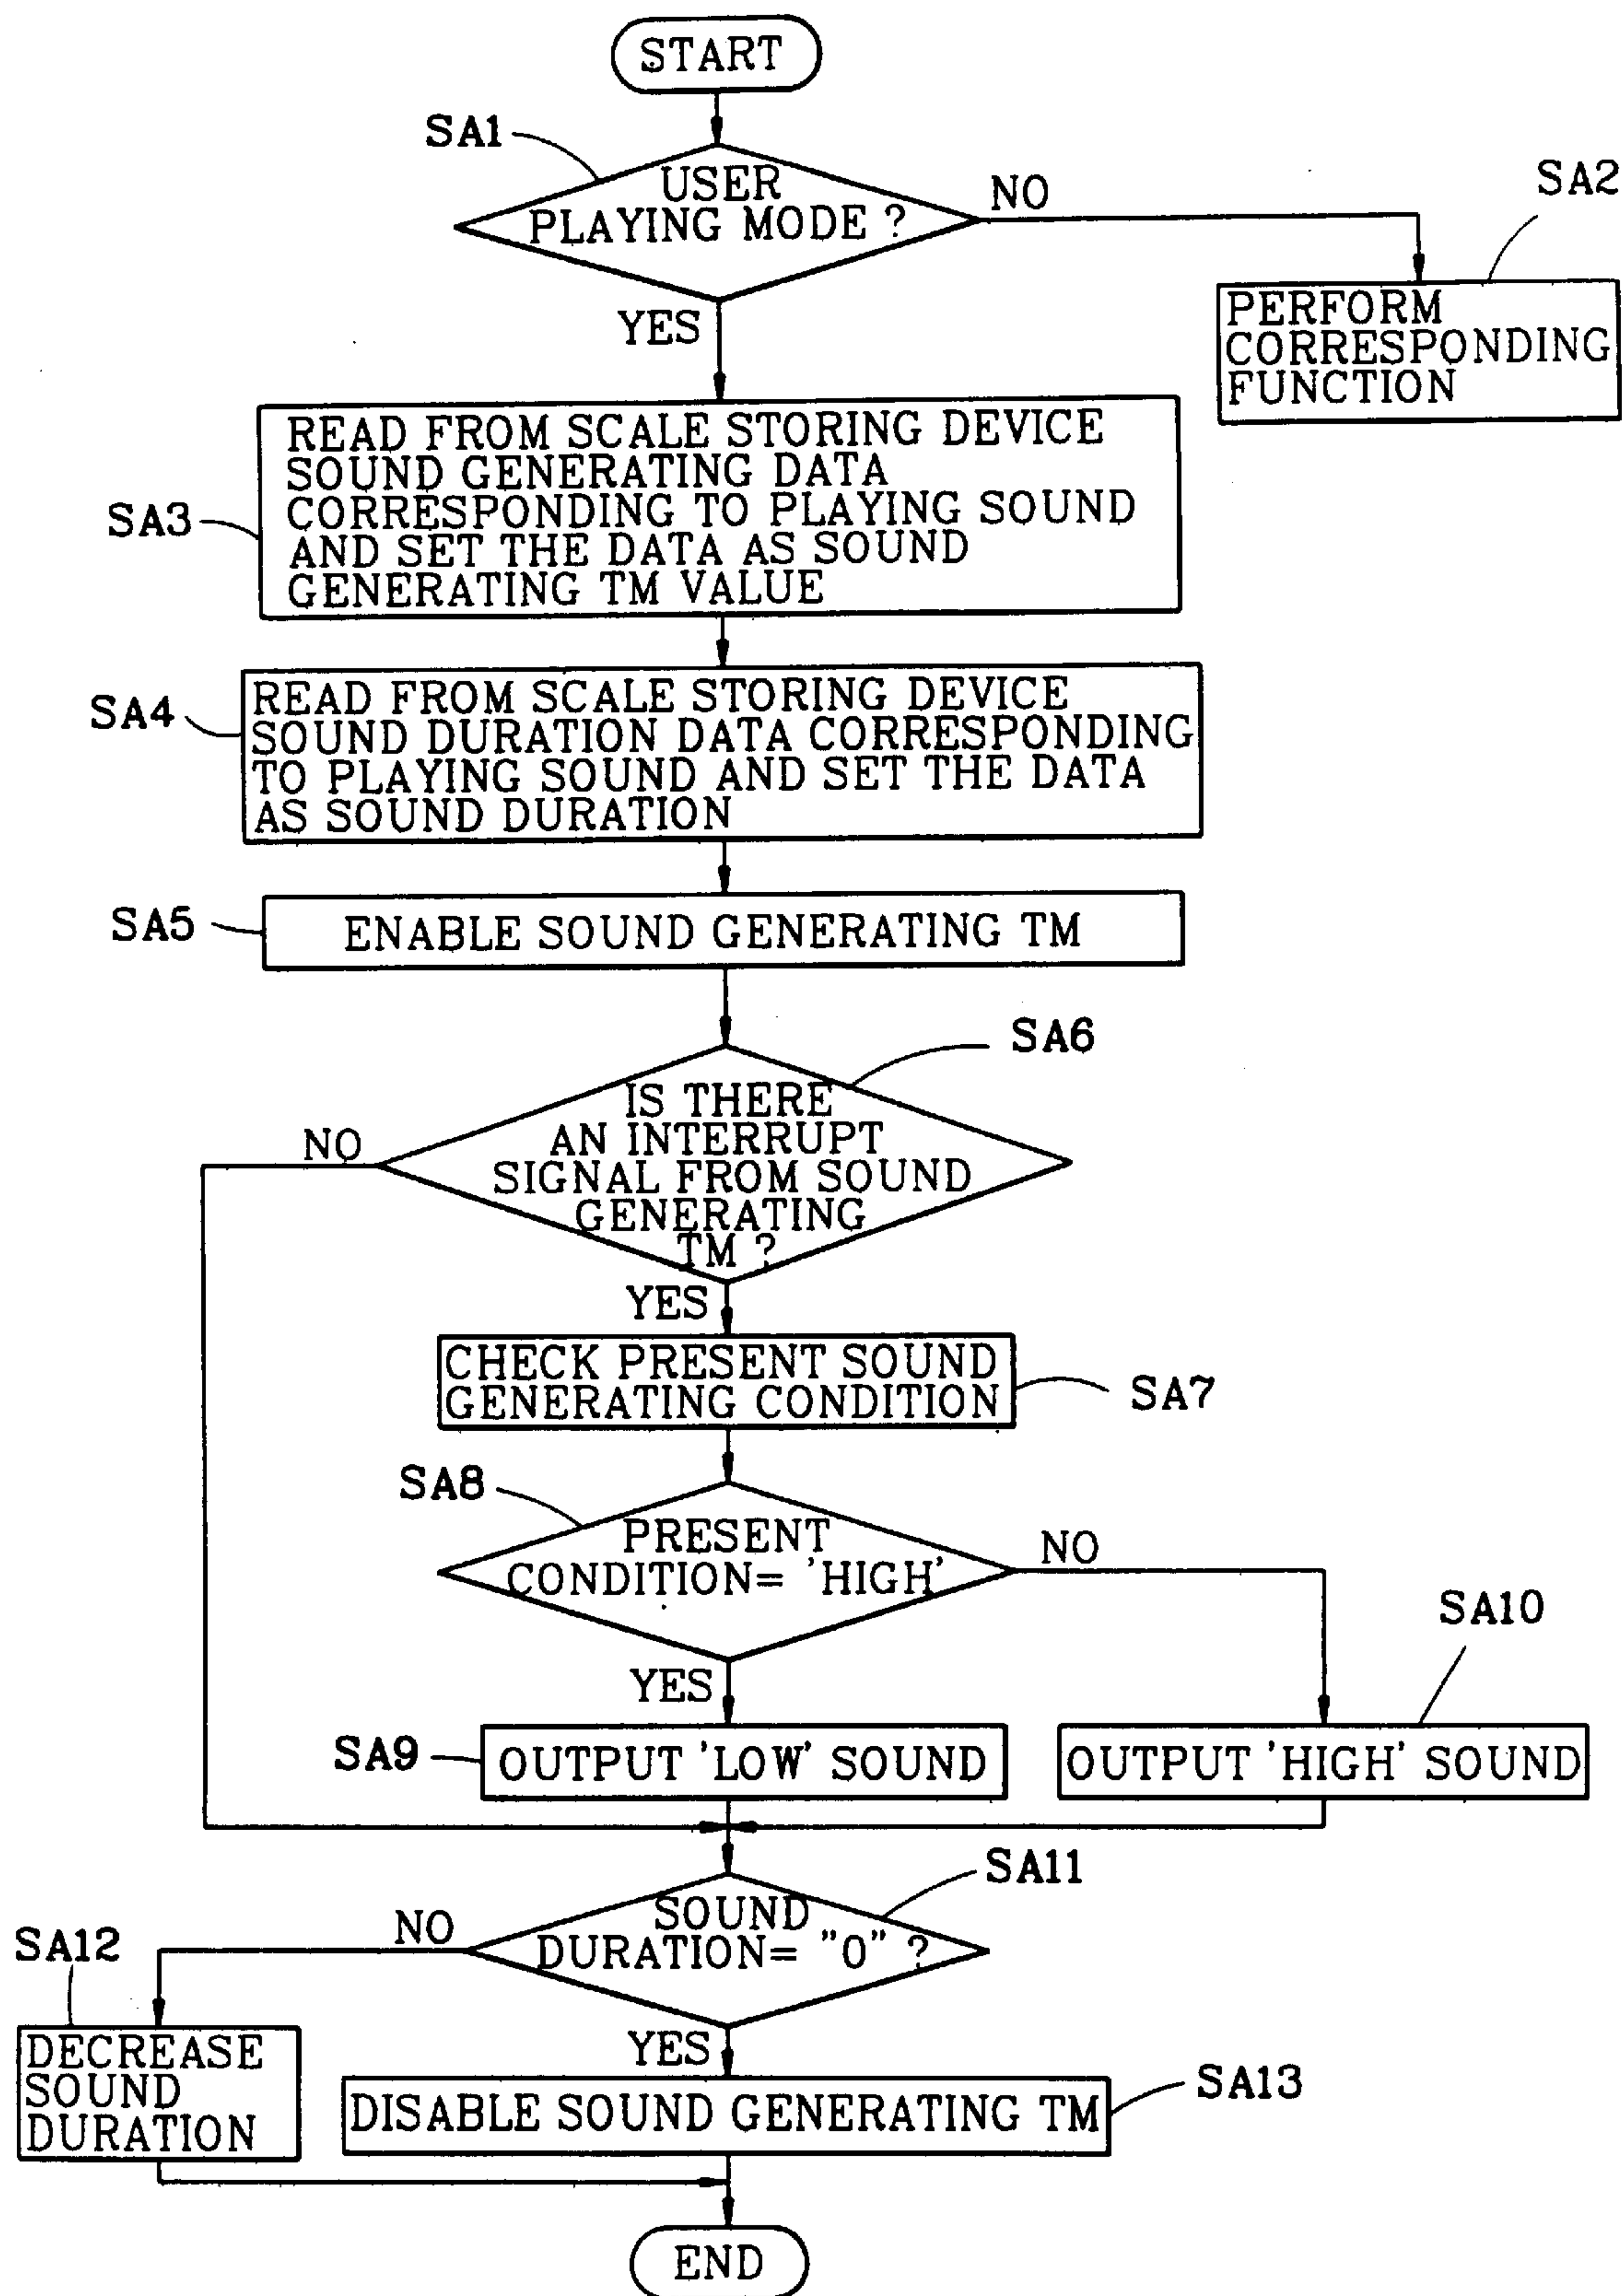 START
SA1
USER
PLAYING MODE ?
NO
SA2
PERFORM
CORRESPONDING
FUNCTION
YES
READ FROM SCALE STORING DEVICE
SOUND GENERATING DATA
CORRESPONDING TO PLAYING SOUND
AND SET THE DATA AS SOUND
GENERATING TM VALUE
SA3
SA4
READ FROM SCALE STORING DEVICE
SOUND DURATION DATA CORRESPONDING
TO PLAYING SOUND AND SET THE DATA
AS SOUND DURATION
SA5
ENABLE SOUND GENERATING TM
SA6
IS THERE
AN INTERRUPT
SIGNAL FROM SOUND
GENERATING
TM ?
NO
YES
CHECK PRESENT SOUND
GENERATING CONDITION
SA7
SA8
PRESENT
CONDITION= 'HIGH'
NO
YES
SA10
SA9
OUTPUT 'LOW' SOUND
OUTPUT 'HIGH' SOUND
SA11
SOUND
DURATION= "0" ?
NO
SA12
YES
DECREASE
SOUND
DURATION
DISABLE SOUND GENERATING TM
SA13
END